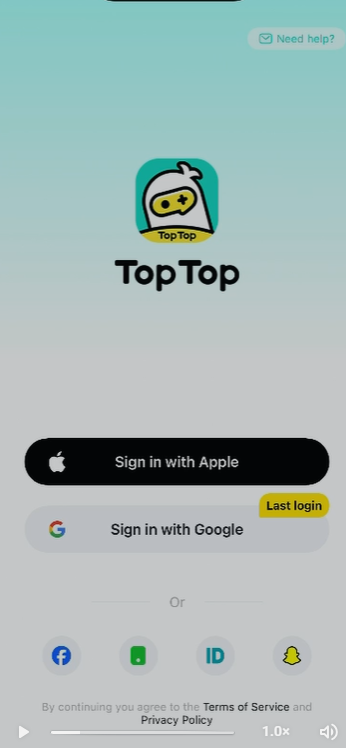 Need help?
TopTop
TopTop
Sign in with Apple
Last login
Sign in with Google
Or
ID
By continuing you agree to the Terms of Service and
Privacy Policy
1.0×